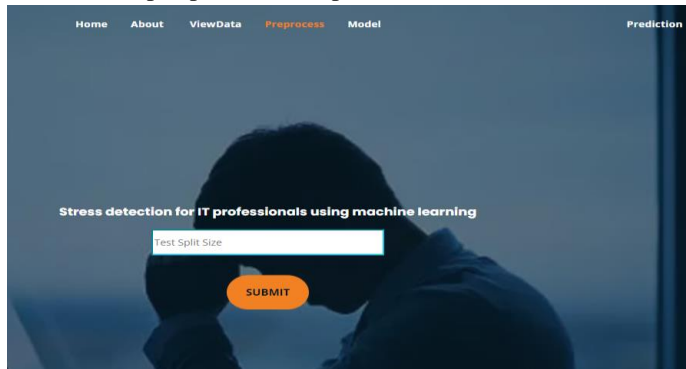 Home About ViewData Preprocess Model Prediction
Stress detection for IT professionals using machine learning
Test Split Size
SUBMIT